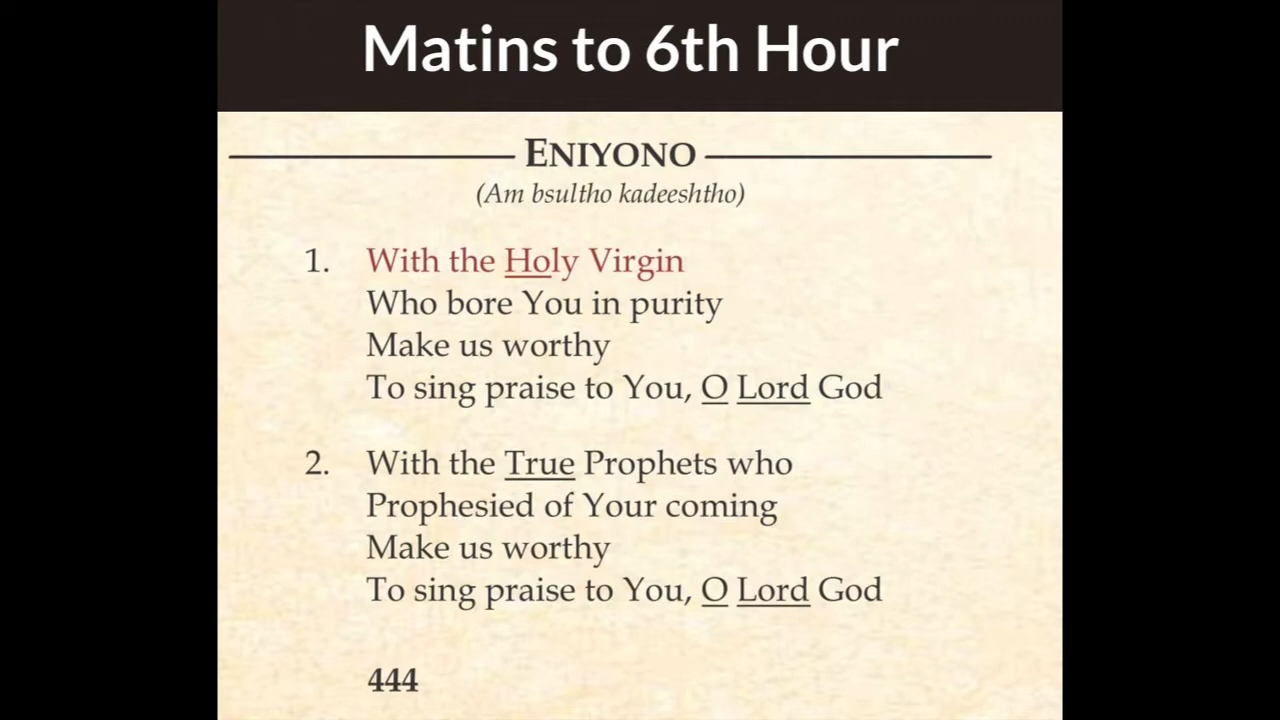 Matins to 6th Hour
ENIYONO
(Am bsultho kadeeshtho)
1. With the Holy Virgin
Who bore You in purity
Make us worthy
To sing praise to You, O Lord God
2. With the True Prophets who
Prophesied of Your coming
Make us worthy
To sing praise to You, O Lord God
444